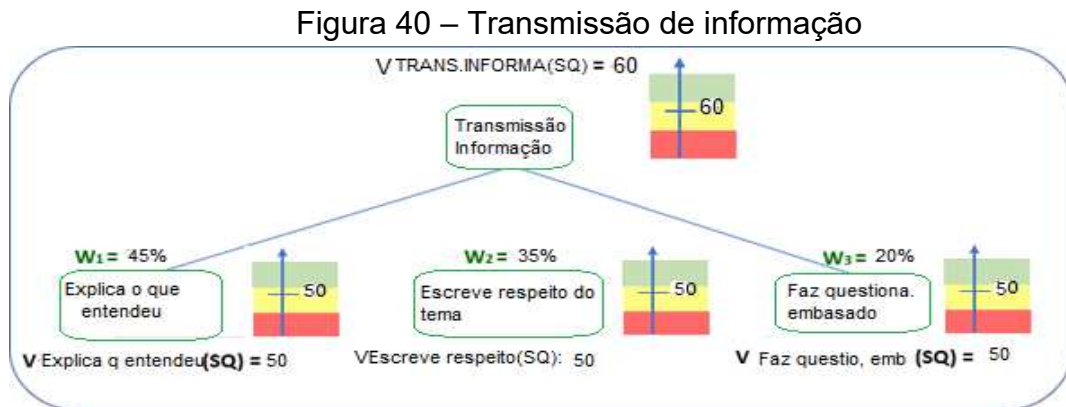 Figura 40 – Transmissão de informação
V TRANS.INFORMA(SQ) = 60
60
Transmissão
Informação
W1 = 45%
W2 = 35%
W3 = 20%
Explica o que
entendeu
50
Escreve respeito do
tema
50
Faz questiona.
embasado
50
V Explica q entendeu(SQ) = 50
VEscreve respeito(SQ): 50
V Faz questio, emb (SQ) = 50